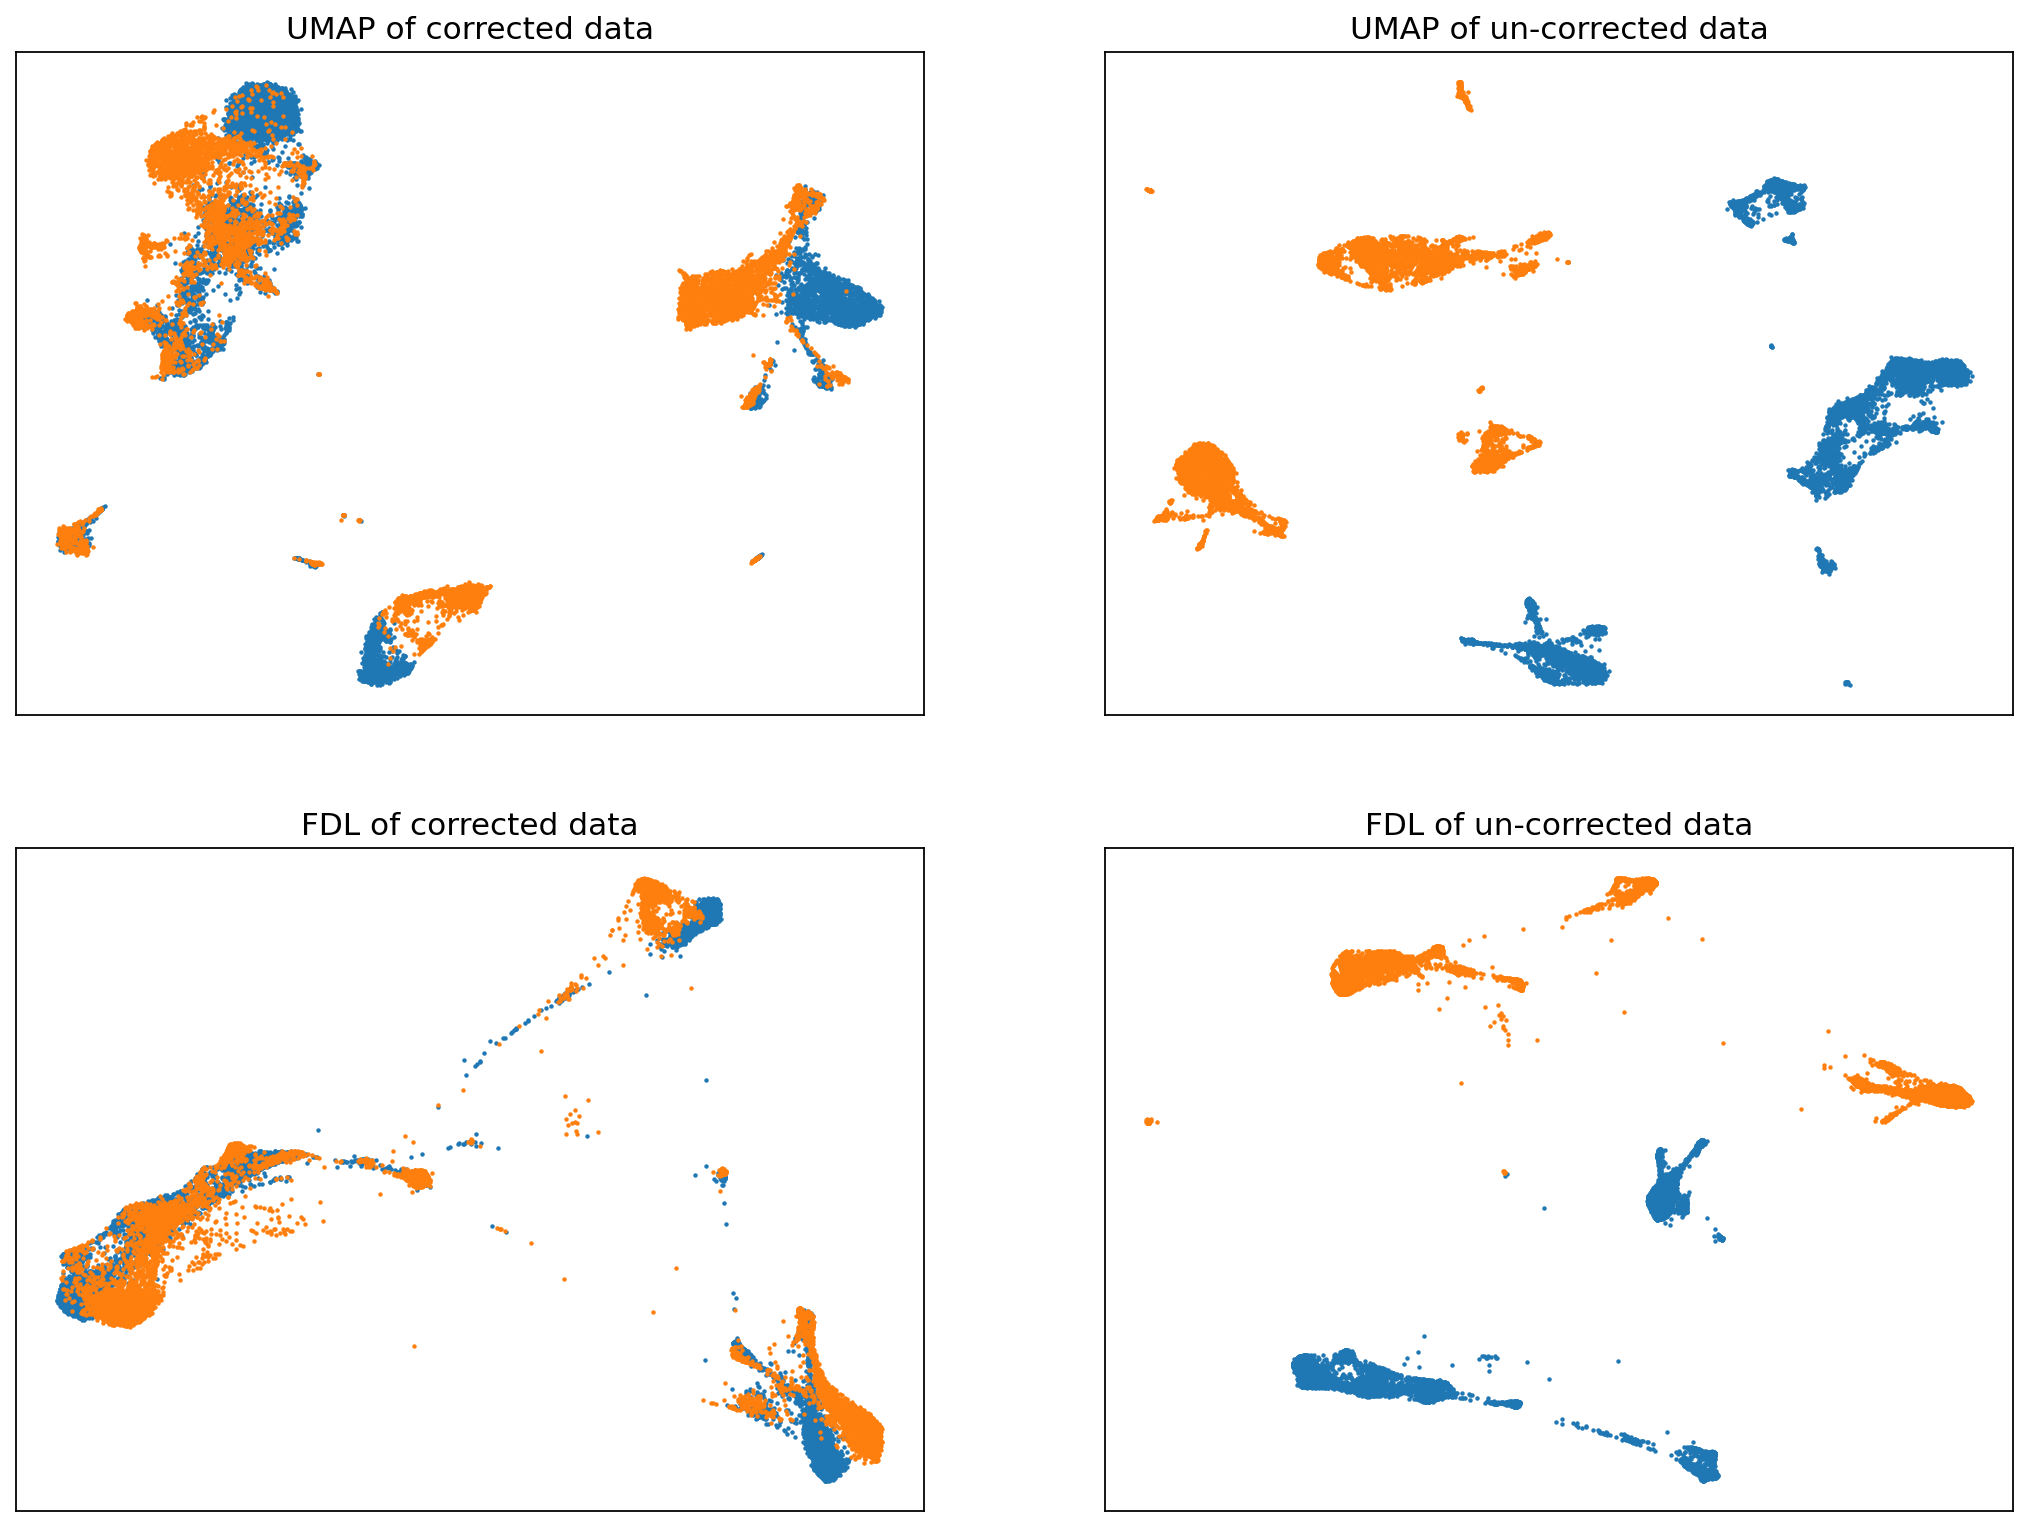 UMAP of corrected data
UMAP of un-corrected data
FDL of corrected data
FDL of un-corrected data